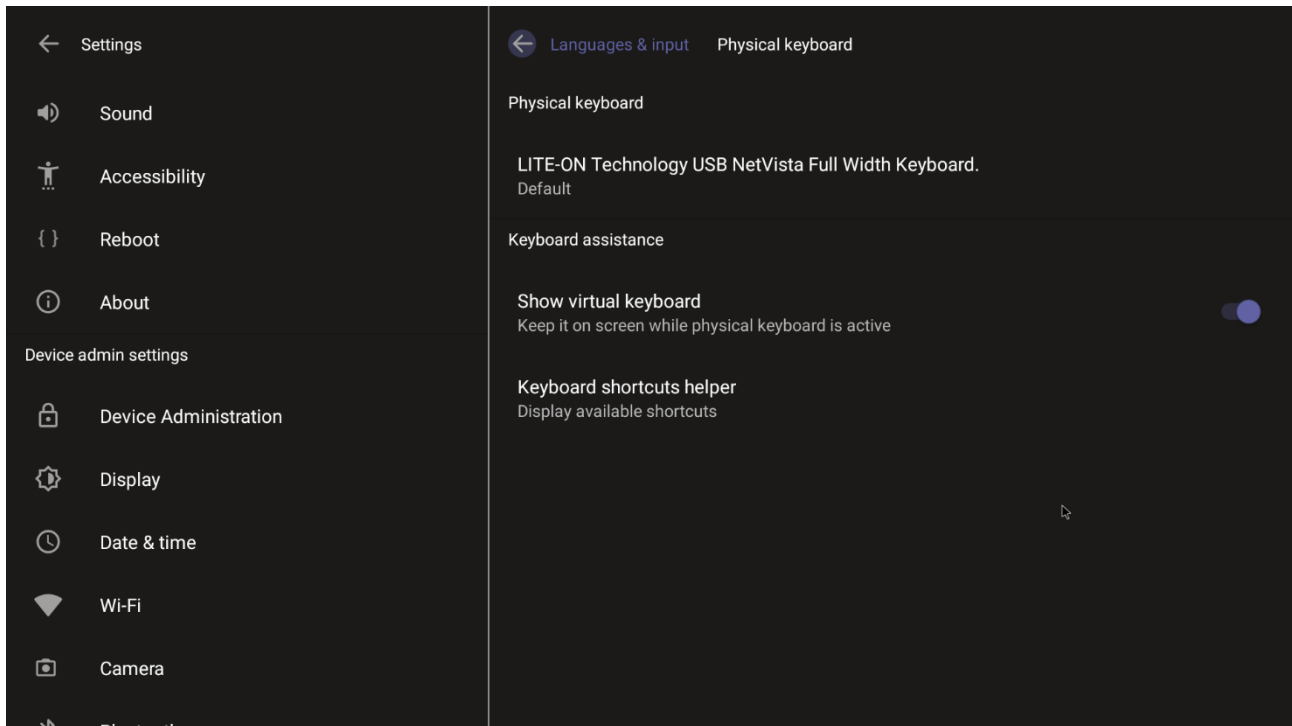 Settings
Sound
Accessibility
{ } Reboot
About
Device admin settings
Device Administration
Display
Date & time
Wi-Fi
Camera
Languages & input Physical keyboard
Physical keyboard
LITE-ON Technology USB NetVista Full Width Keyboard.
Default
Keyboard assistance
Show virtual keyboard
Keep it on screen while physical keyboard is active
Keyboard shortcuts helper
Display available shortcuts